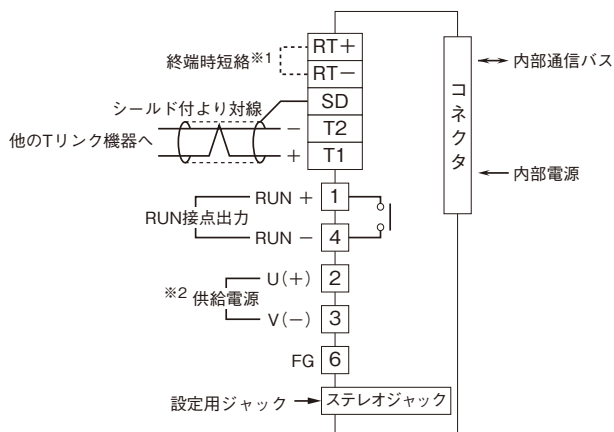 終端時短絡※1
RT+
RT−
SD
T2
T1
シールド付より対線
他のTリンク機器へ
−
+
RUN +
RUN接点出力
RUN −
1
4
U(+)
※2 供給電源
V(−)
2
3
FG
6
設定用ジャック
ステレオジャック
コネクタ
内部通信バス
内部電源